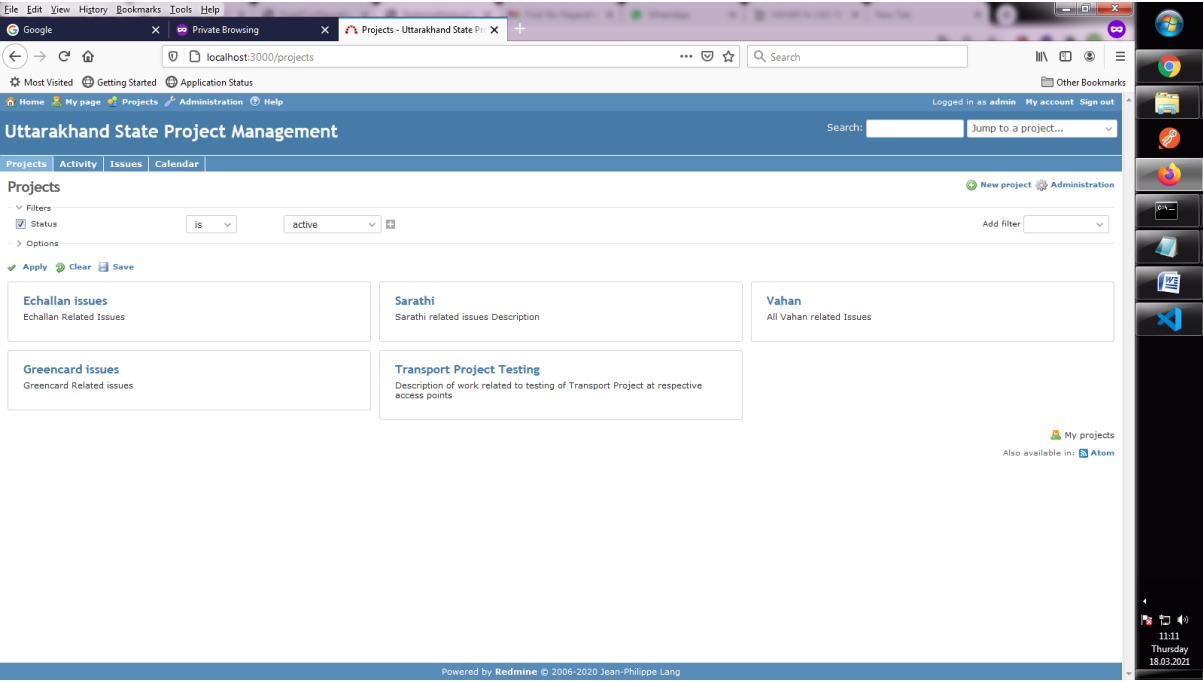 File Edit View History Bookmarks Tools Help
Google
Private Browsing
Projects - Uttarakhand State Pr
localhost:3000/projects
Search
Most Visited Getting Started Application Status
Other Bookmarks
Home My page Projects Administration Help
Logged in as admin My account Sign out
Uttarakhand State Project Management
Search:
Jump to a project...
Projects Activity Issues Calendar
Projects
New project Administration
Filters
Status is active
Add filter
Options
Apply Clear Save
Echallan issues
Echallan Related Issues
Sarathi
Sarathi related issues Description
Vahan
All Vahan related Issues
Greencard issues
Greencard Related issues
Transport Project Testing
Description of work related to testing of Transport Project at respective
access points
My projects
Also available in: Atom
Powered by Redmine © 2006-2020 Jean-Philippe Lang
11:11
Thursday
18.03.2021